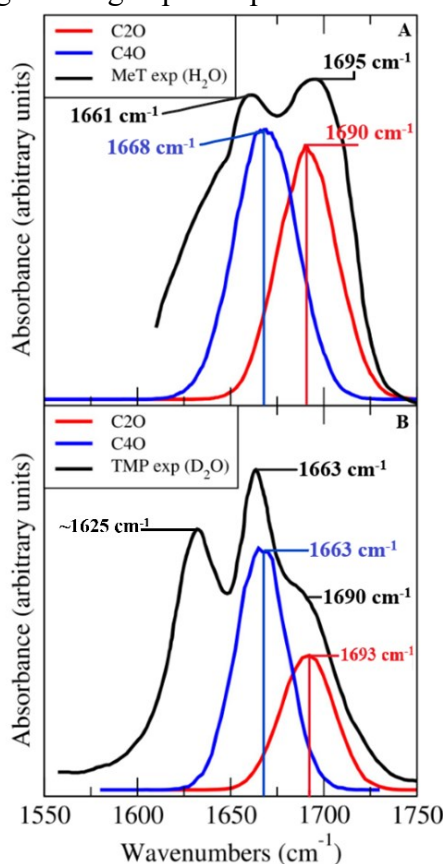 C2O
C4O
MeT exp (H₂O)
A
1695 cm⁻¹
1661 cm⁻¹
1668 cm⁻¹
1690 cm⁻¹
Absorbance (arbitrary units)
C2O
C4O
TMP exp (D₂O)
B
1663 cm⁻¹
~1625 cm⁻¹
1663 cm⁻¹
1690 cm⁻¹
1693 cm⁻¹
Absorbance (arbitrary units)
1550 1600 1650 1700 1750
Wavenumbers (cm⁻¹)